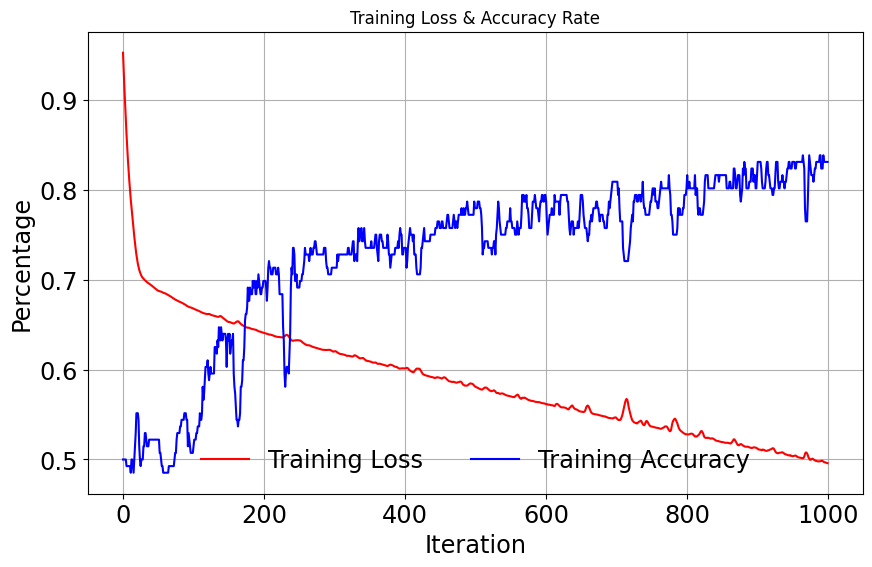 Training Loss & Accuracy Rate
Percentage
0.9
0.8
0.7
0.6
0.5
Training Loss Training Accuracy
0 200 400 600 800 1000
Iteration